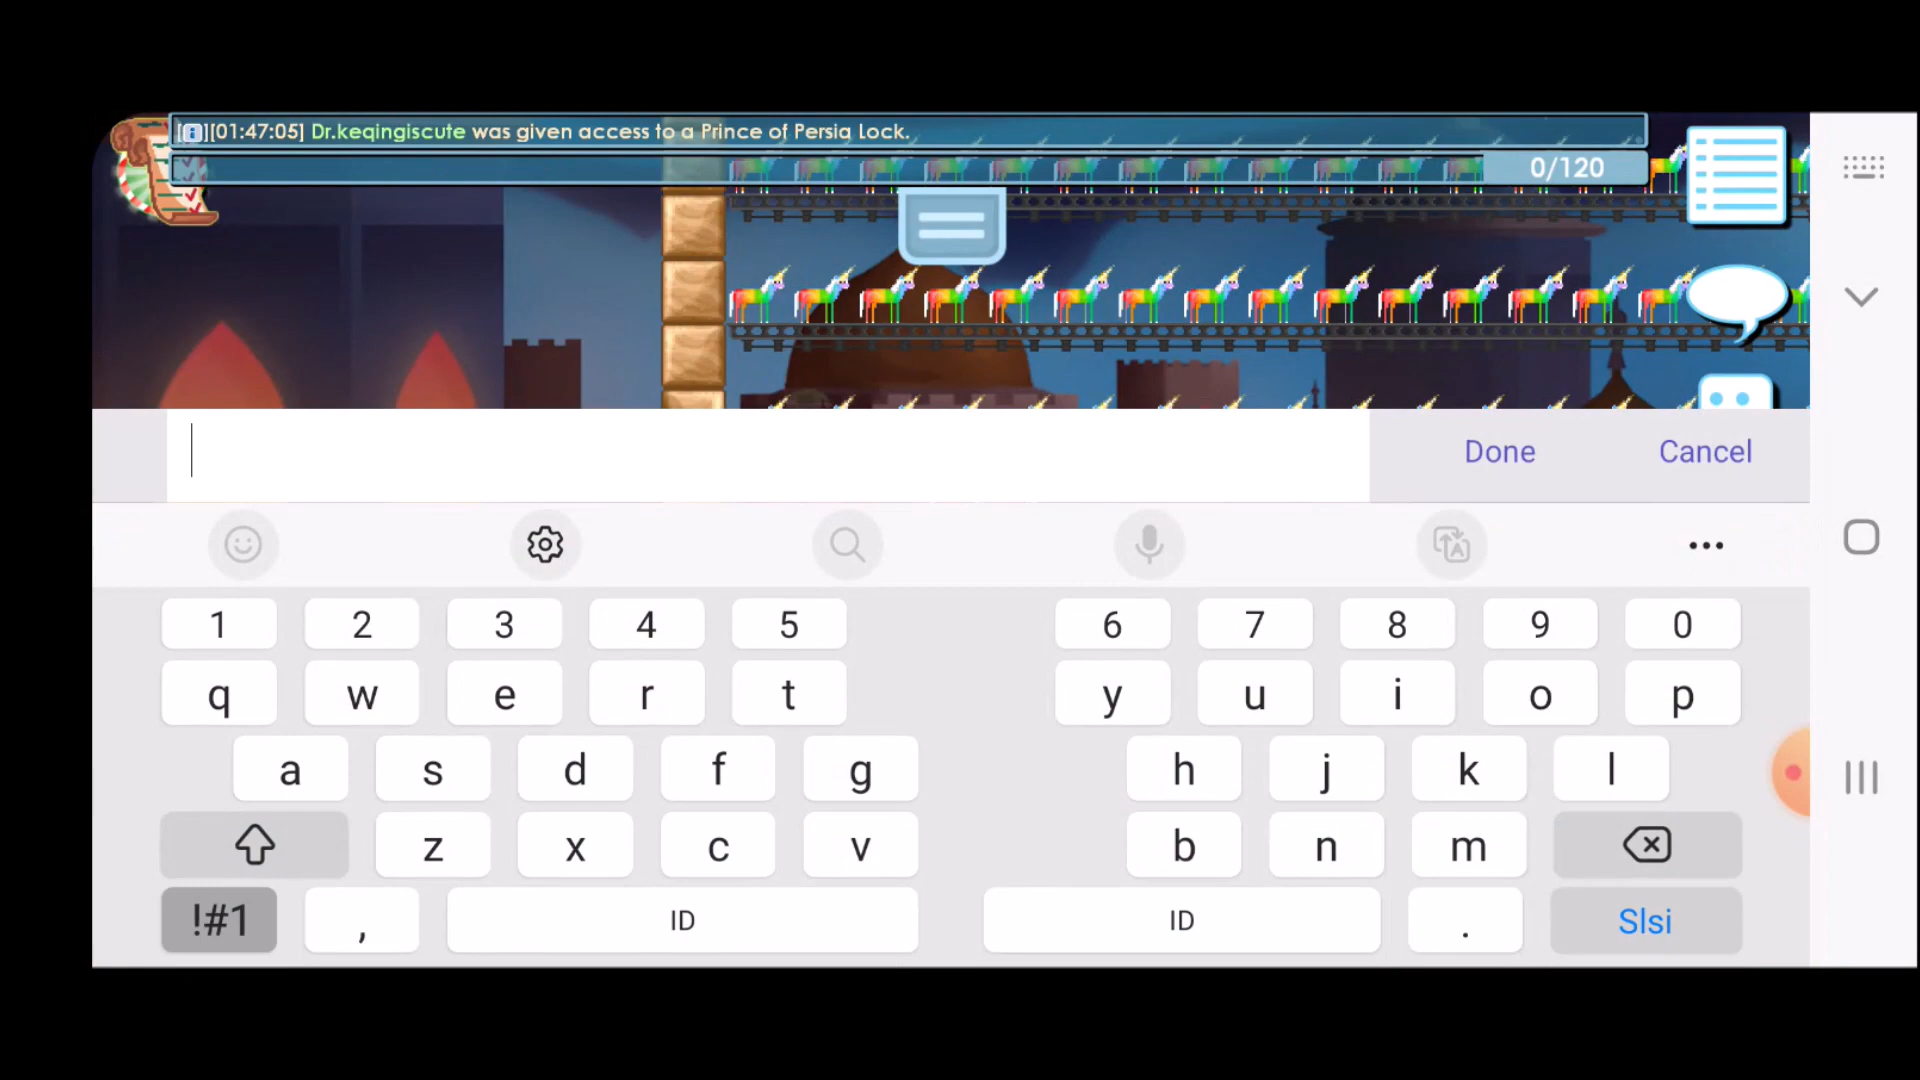 [i][01:47:05] Dr.keqingiscute was given access to a Prince of Persia Lock.
0/120
Done Cancel
1 2 3 4 5 6 7 8 9 0
q w e r t y u i o p
a s d f g h j k l
z x c v b n m
!#1 , ID ID . Slsi